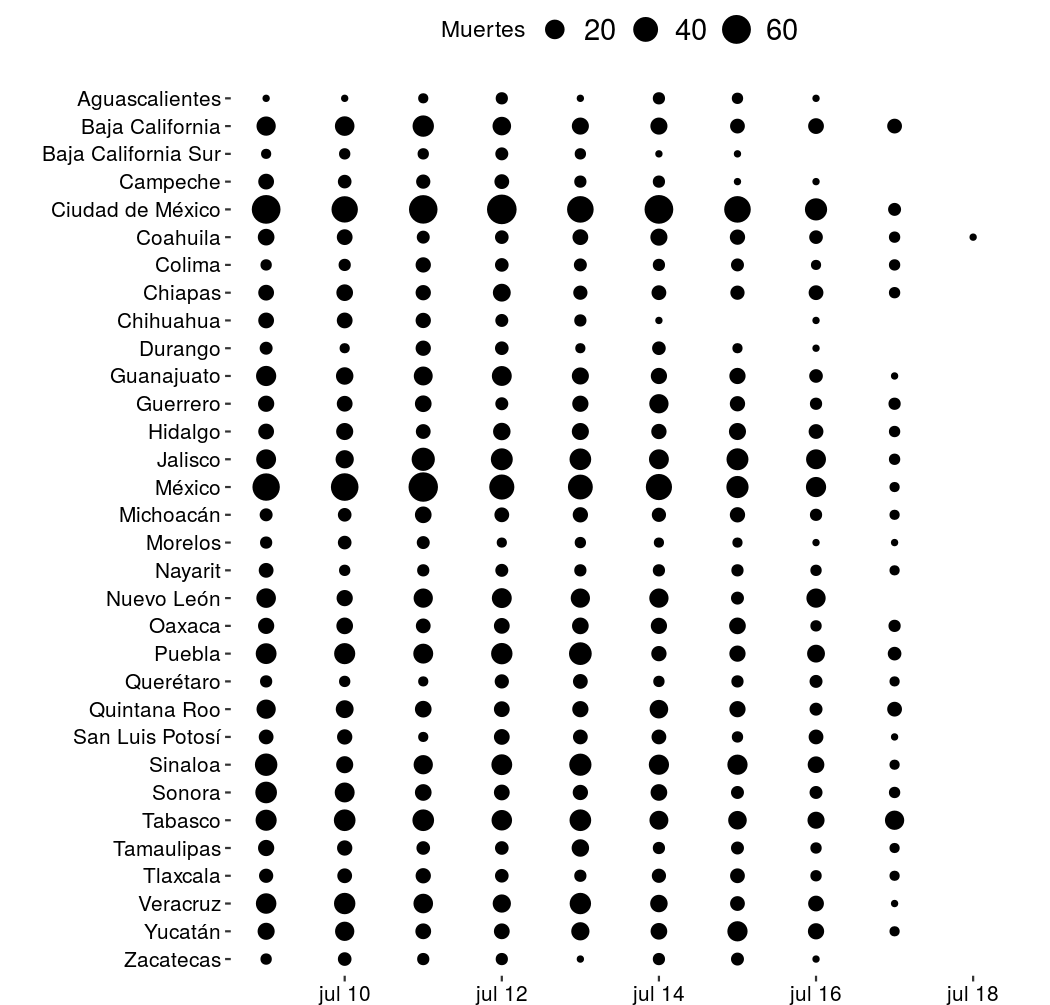 Muertes 20 40 60
Aguascalientes
Baja California
Baja California Sur
Campeche
Ciudad de México
Coahuila
Colima
Chiapas
Chihuahua
Durango
Guanajuato
Guerrero
Hidalgo
Jalisco
México
Michoacán
Morelos
Nayarit
Nuevo León
Oaxaca
Puebla
Querétaro
Quintana Roo
San Luis Potosí
Sinaloa
Sonora
Tabasco
Tamaulipas
Tlaxcala
Veracruz
Yucatán
Zacatecas
jul 10 jul 12 jul 14 jul 16 jul 18